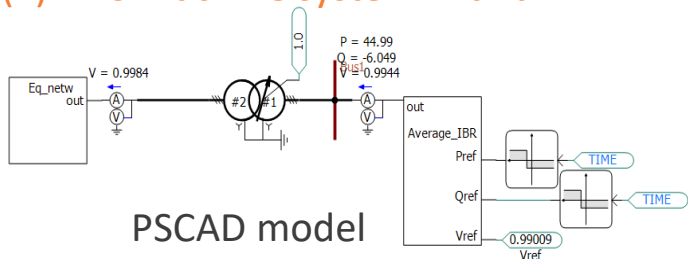 1.0
P = 44.99
Q = -6.049
V = 0.9944
Bus1
V = 0.9984
Eq_netw
out
A
V
#2
#1
Y
Y
A
V
out
Average_IBR
Pref
TIME
Qref
TIME
Vref
0.99009
Vref
PSCAD model